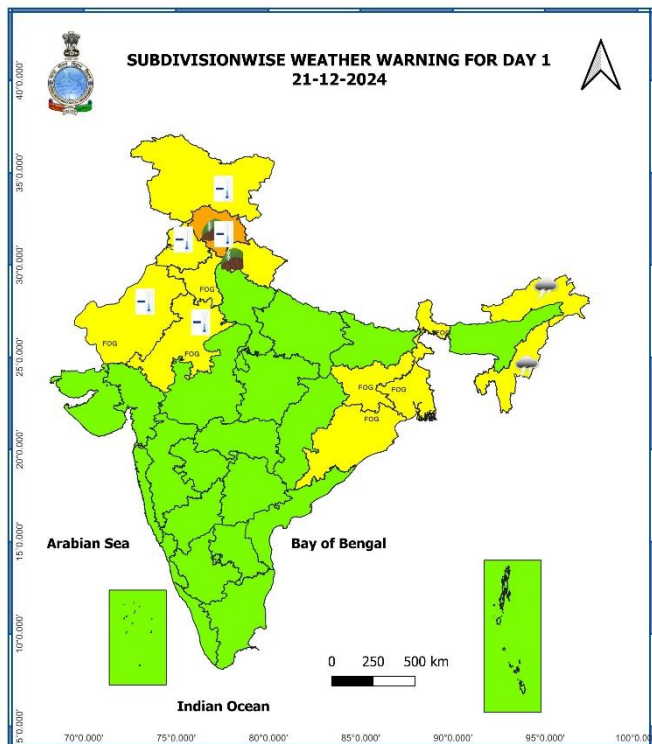 SUBDIVISIONWISE WEATHER WARNING FOR DAY 1
21-12-2024
40°0.000'
35°0.000'
30°0.000'
25°0.000'
20°0.000'
15°0.000'
10°0.000'
5°0.000'
FOG
FOG
FOG
FOG
FOG
FOG
FOG
Arabian Sea
Bay of Bengal
0 250 500 km
Indian Ocean
70°0.000' 75°0.000' 80°0.000' 85°0.000' 90°0.000' 95°0.000' 100°0.000